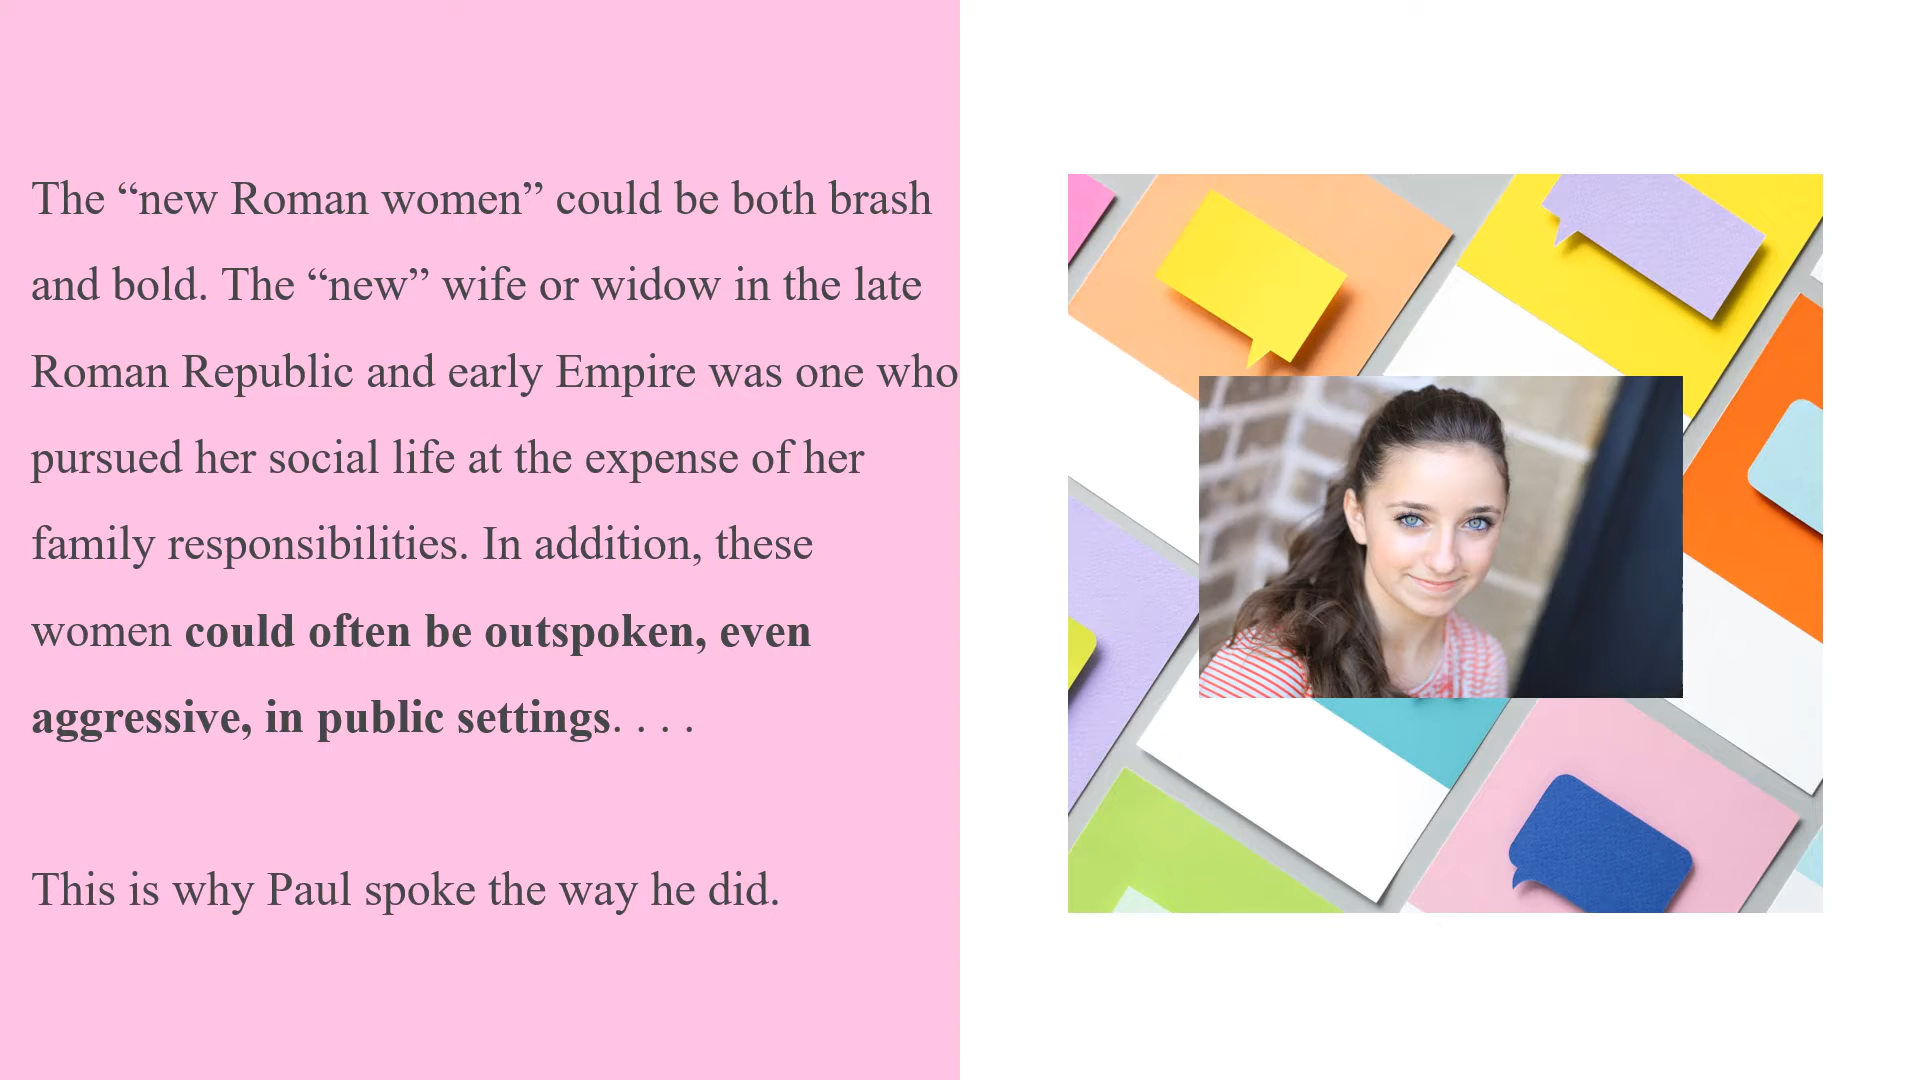 The “new Roman women” could be both brash
and bold. The “new” wife or widow in the late
Roman Republic and early Empire was one who
pursued her social life at the expense of her
family responsibilities. In addition, these
women could often be outspoken, even
aggressive, in public settings. . . .
This is why Paul spoke the way he did.